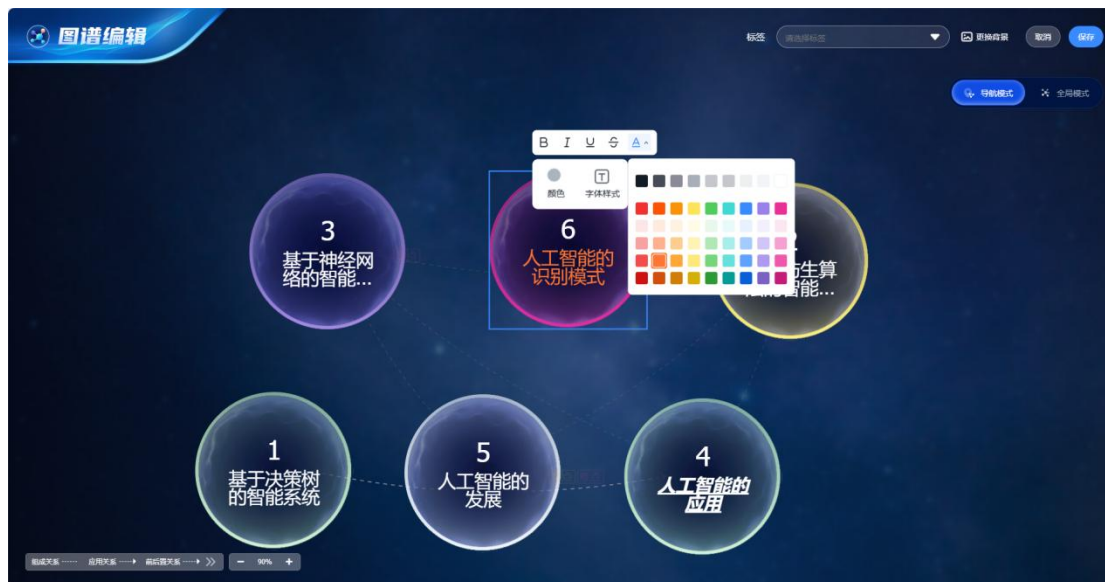 图谱编辑
标签 请选择标签 更换背景 取消 保存
导航模式 全局模式
B I U S A
颜色 字体样式
3
基于神经网
络的智能...
6
人工智能的
识别模式
生算
智能...
1
基于决策树
的智能系统
5
人工智能的
发展
4
人工智能的
应用
组成关系 应用关系 前后置关系
90%